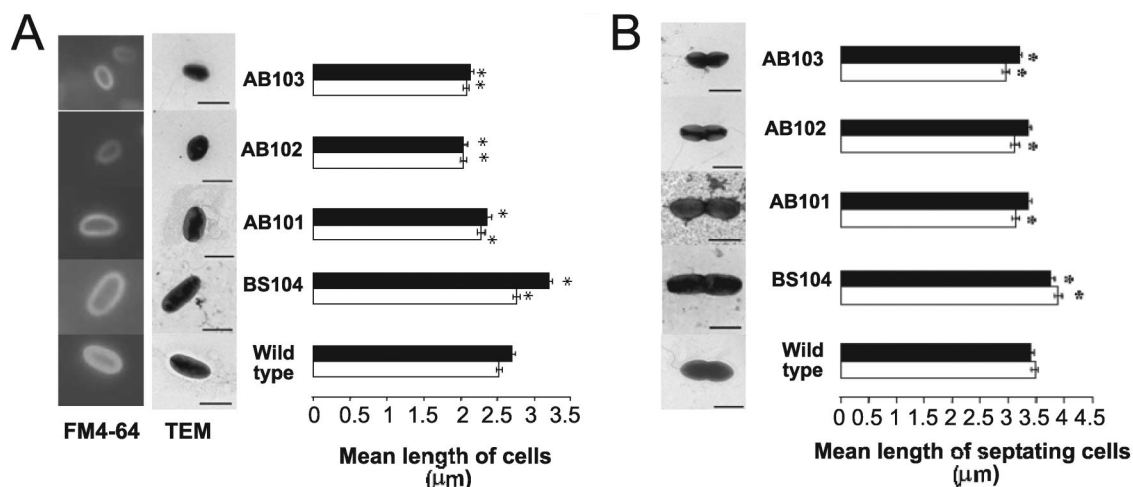 A
AB103
AB102
AB101
BS104
Wild
type
FM4-64 TEM
0 0.5 1 1.5 2 2.5 3 3.5
Mean length of cells
(μm)
B
AB103
AB102
AB101
BS104
Wild
type
0 0.5 1 1.5 2 2.5 3 3.5 4 4.5
Mean length of septating cells
(μm)